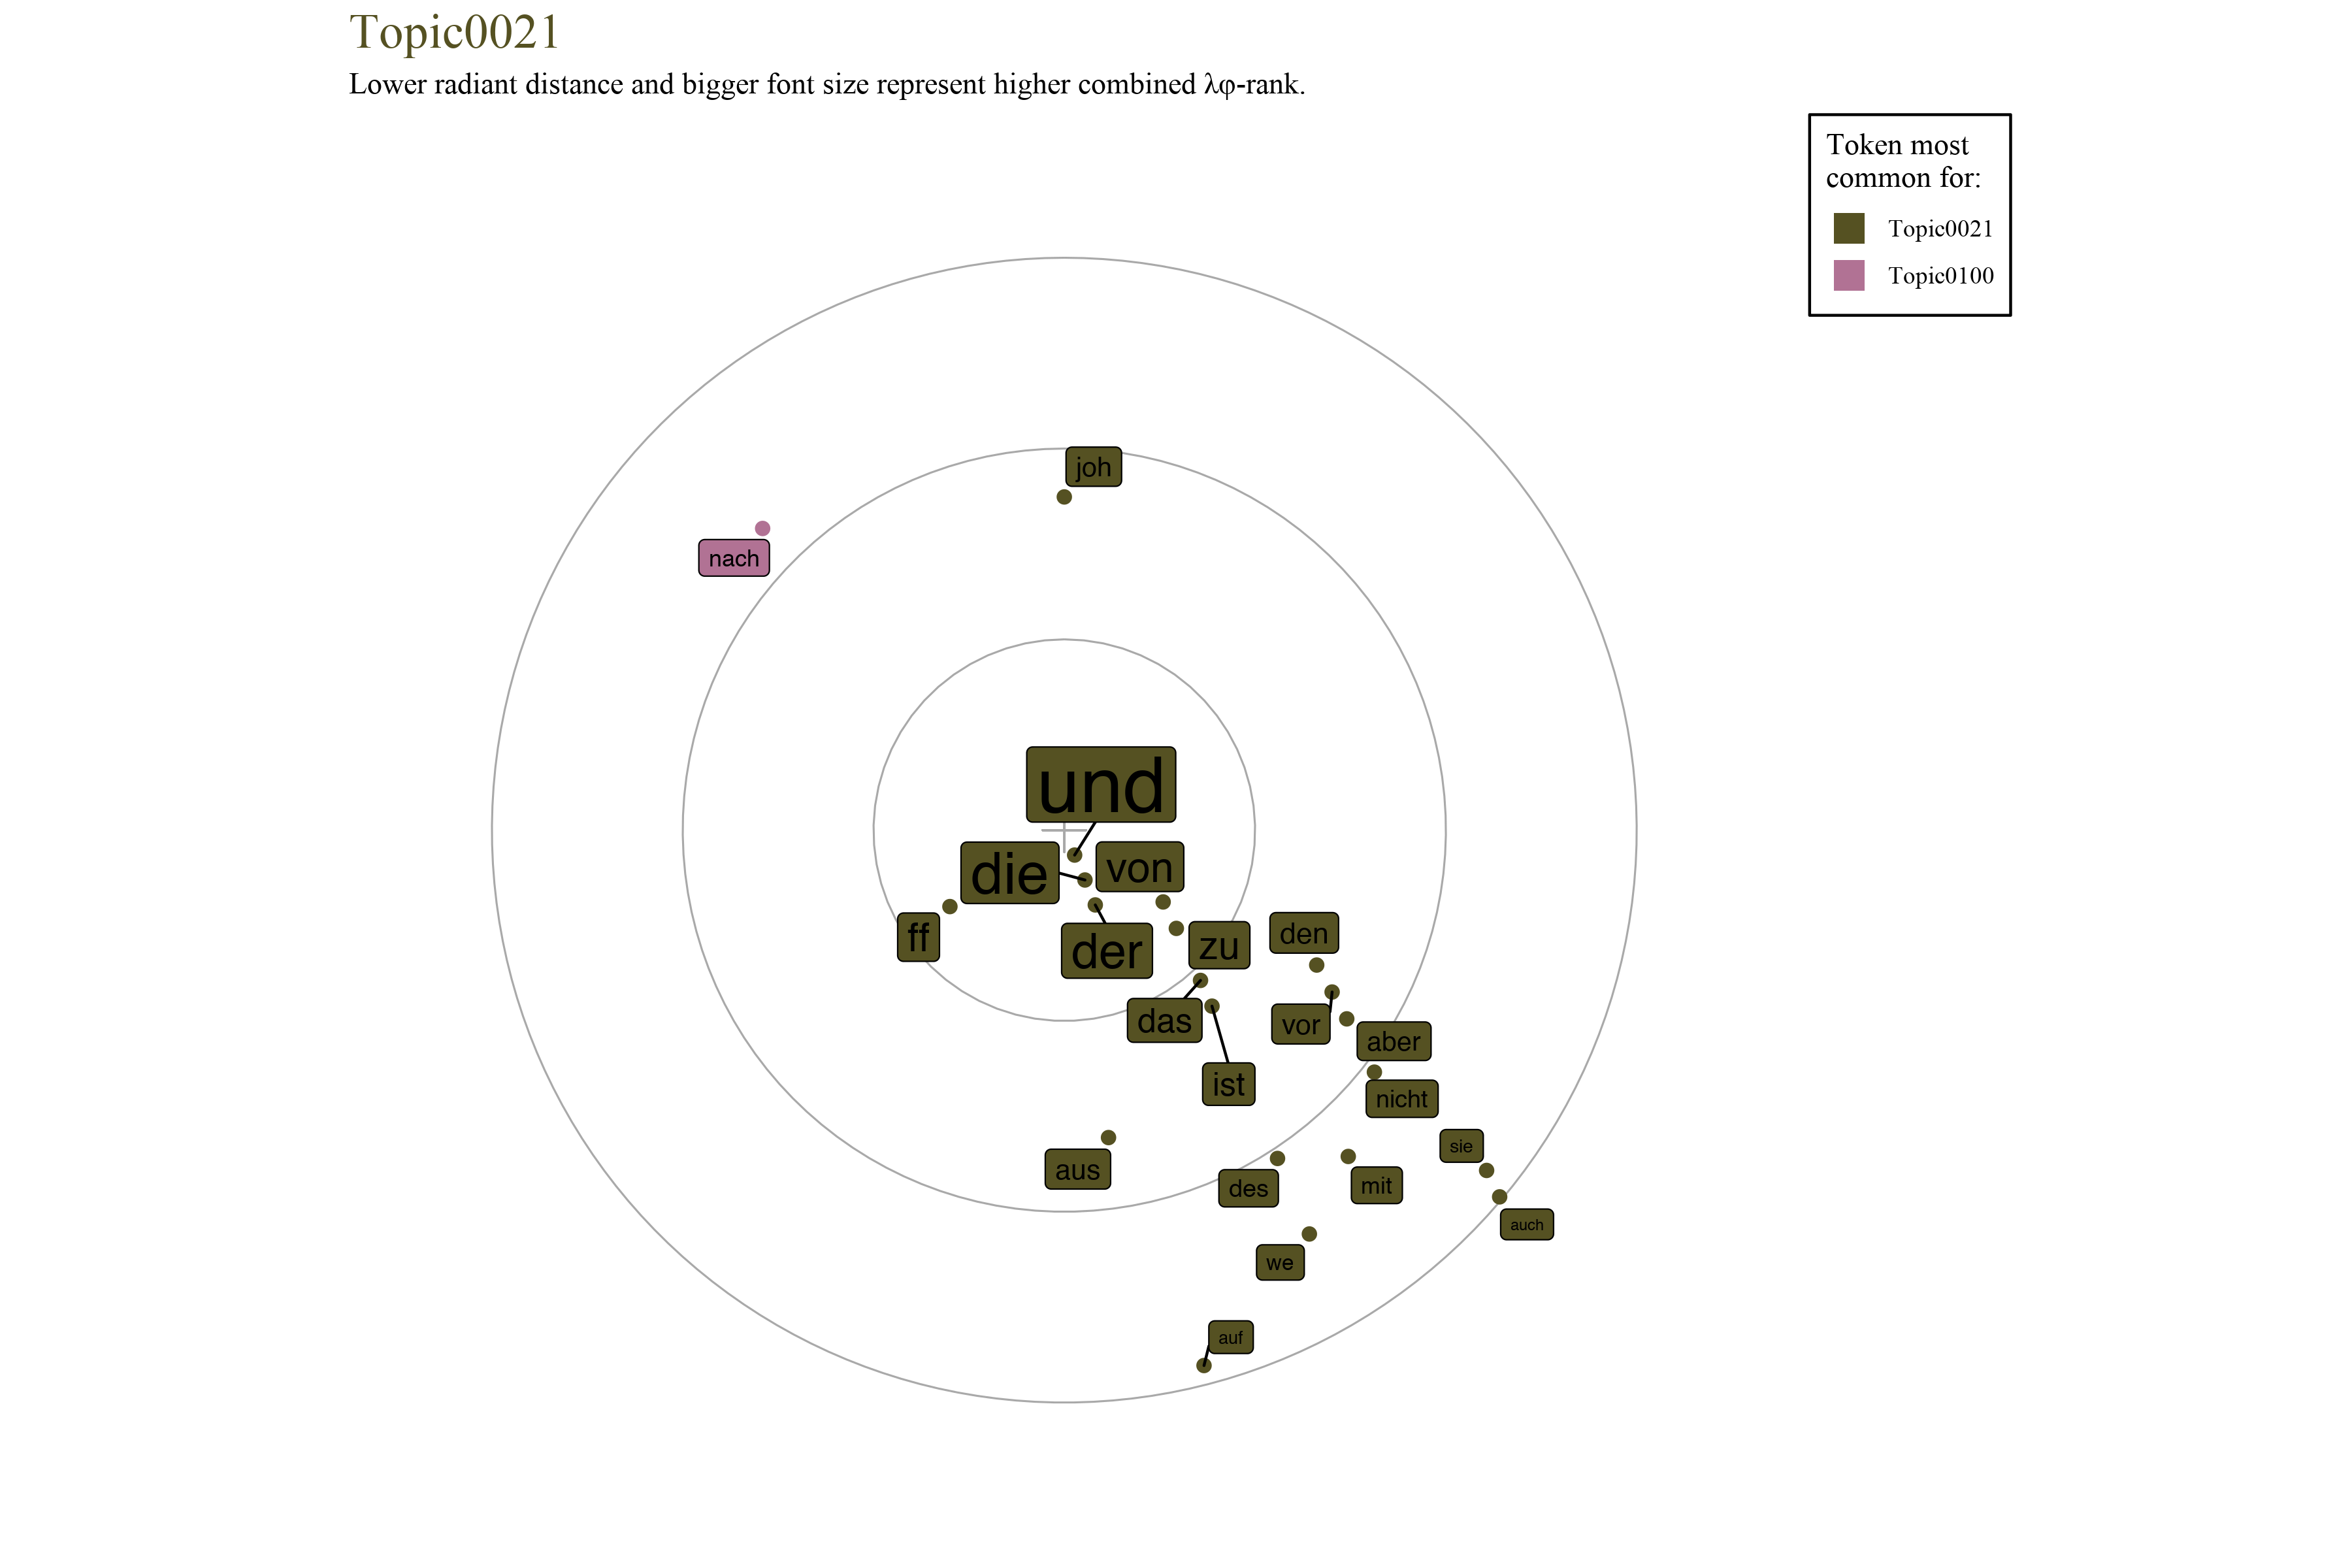 Topic0021
Lower radiant distance and bigger font size represent higher combined λφ-rank.
Token most
common for:
Topic0021
Topic0100
joh
nach
und
die
von
ff
der
zu
den
das
vor
aber
ist
nicht
sie
aus
des
mit
auch
we
auf